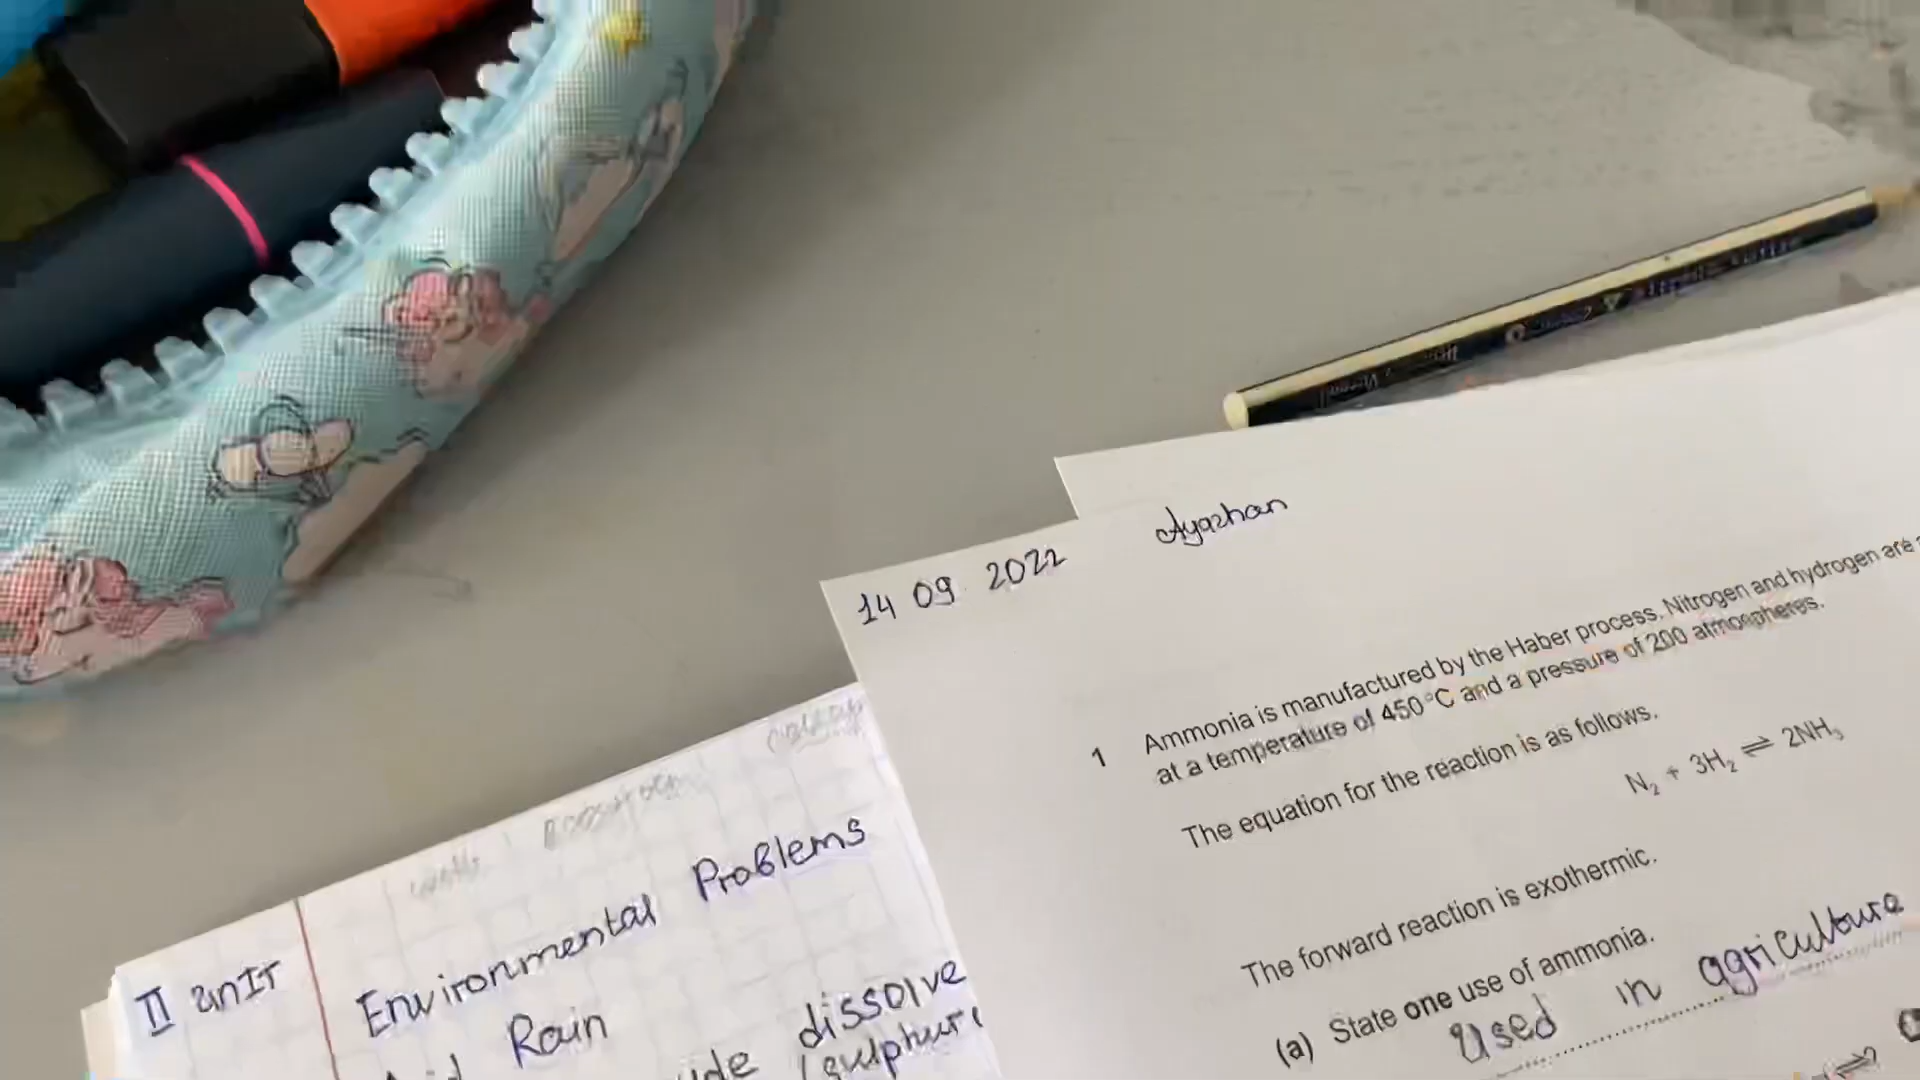 14 09 2022
Ayazhan
1 Ammonia is manufactured by the Haber process. Nitrogen and hydrogen are
at a temperature of 450 °C and a pressure of 200 atmospheres.
The equation for the reaction is as follows.
N₂ + 3H₂ ⇌ 2NH₃
The forward reaction is exothermic.
(a) State one use of ammonia.
Used in agriculture
II unIT
Environmental Problems
Rain
dissolve